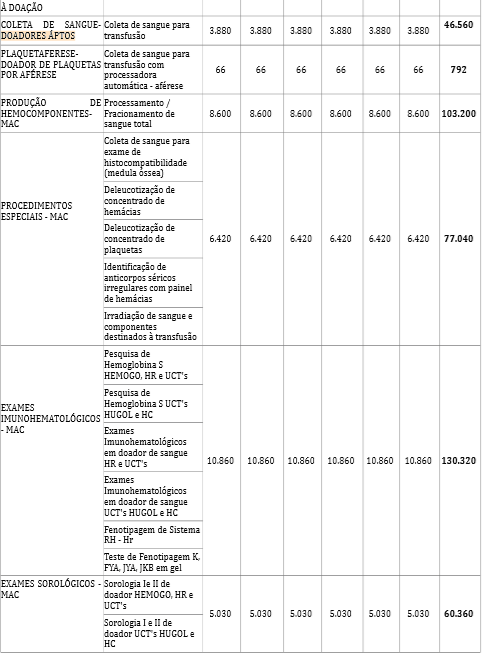 À DOAÇÃO
COLETA DE SANGUE-
DOADORES APTOS
Coleta de sangue para
transfusão
3.880 3.880 3.880 3.880 3.880 3.880 46.560
PLAQUETAFERESE-
DOADOR DE PLAQUETAS
POR AFÉRESE
Coleta de sangue para
transfusão com
processadora
automática - aférese
66 66 66 66 66 66 792
PRODUÇÃO DE
HEMOCOMPONENTES-
MAC
Processamento /
Fracionamento de
sangue total
8.600 8.600 8.600 8.600 8.600 8.600 103.200
PROCEDIMENTOS
ESPECIAIS - MAC
Coleta de sangue para
exame de
histocompatibilidade
(medula óssea)
Deleucotização de
concentrado de
hemácias
Deleucotização de
concentrado de
plaquetas
Identificação de
anticorpos séricos
irregulares com painel
de hemácias
Irradiação de sangue e
componentes
destinados à transfusão
6.420 6.420 6.420 6.420 6.420 6.420 77.040
EXAMES
IMUNOHEMATOLÓGICOS
- MAC
Pesquisa de
Hemoglobina S
HEMOGO, HR e UCT's
Pesquisa de
Hemoglobina S UCT's
HUGOL e HC
Exames
Imunohematológicos
em doador de sangue
HR e UCT's
Exames
Imunohematológicos
em doador de sangue
UCT's HUGOL e HC
Fenotipagem de Sistema
RH - Hr
Teste de Fenotipagem K,
FYA, JYA, JKB em gel
10.860 10.860 10.860 10.860 10.860 10.860 130.320
EXAMES SOROLÓGICOS -
MAC
Sorologia Ie II de
doador HEMOGO, HR e
UCT's
Sorologia I e II de
doador UCT's HUGOL e
HC
5.030 5.030 5.030 5.030 5.030 5.030 60.360